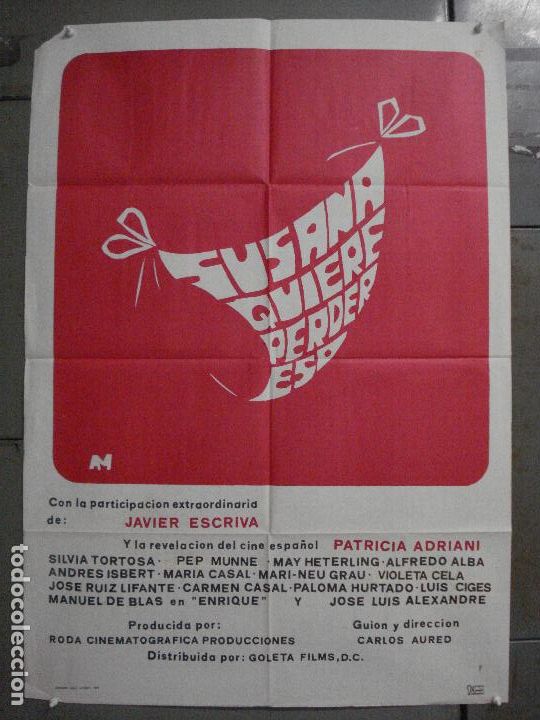 SUSANA
QUIERE
PERDER
ESO
Con la participacion extraordinaria
de: JAVIER ESCRIVA
Y la revelacion del cine español PATRICIA ADRIANI
SILVIA TORTOSA · PEP MUNNE · MAY HETERLING · ALFREDO ALBA
ANDRES ISBERT · MARIA CASAL · MARI-NEU GRAU · VIOLETA CELA
JOSE RUIZ LIFANTE · CARMEN CASAL · PALOMA HURTADO · LUIS CIGES
MANUEL DE BLAS en "ENRIQUE" Y JOSE LUIS ALEXANDRE
Producida por: Guion y direccion
RODA CINEMATOGRAFICA PRODUCCIONES CARLOS AURED
Distribuida por: GOLETA FILMS, D.C.
todocoleccion.net